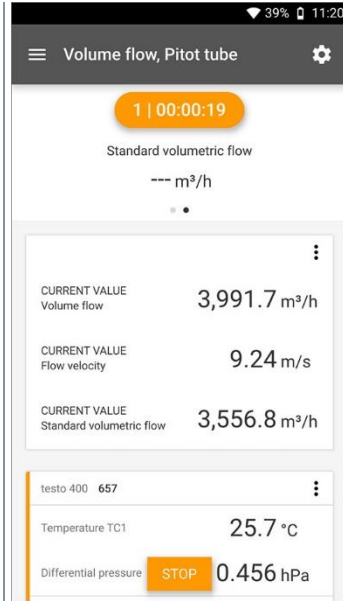 39% 11:20
Volume flow, Pitot tube
1 | 00:00:19
Standard volumetric flow
--- m³/h
CURRENT VALUE
Volume flow 3,991.7 m³/h
CURRENT VALUE
Flow velocity 9.24 m/s
CURRENT VALUE
Standard volumetric flow 3,556.8 m³/h
testo 400 657
Temperature TC1 25.7 °C
Differential pressure STOP 0.456 hPa